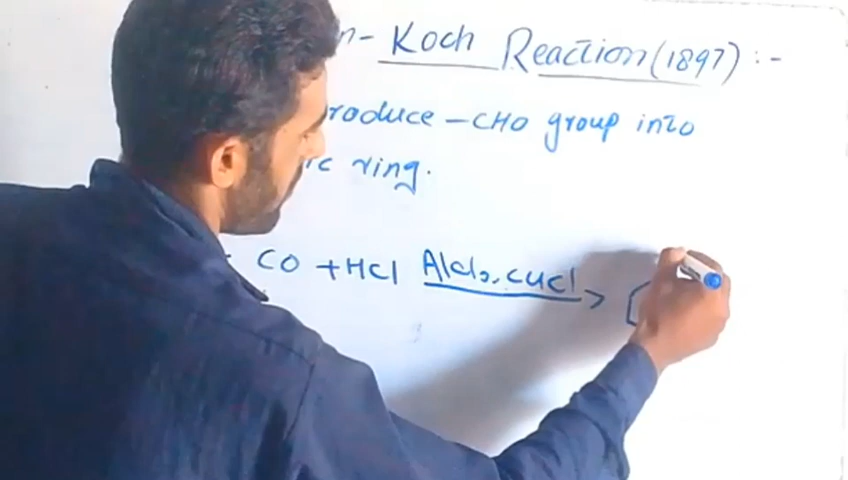 n- Koch Reaction (1897) :-
roduce - CHO group into
ic ring.
CO + HCl AlCl3, CuCl